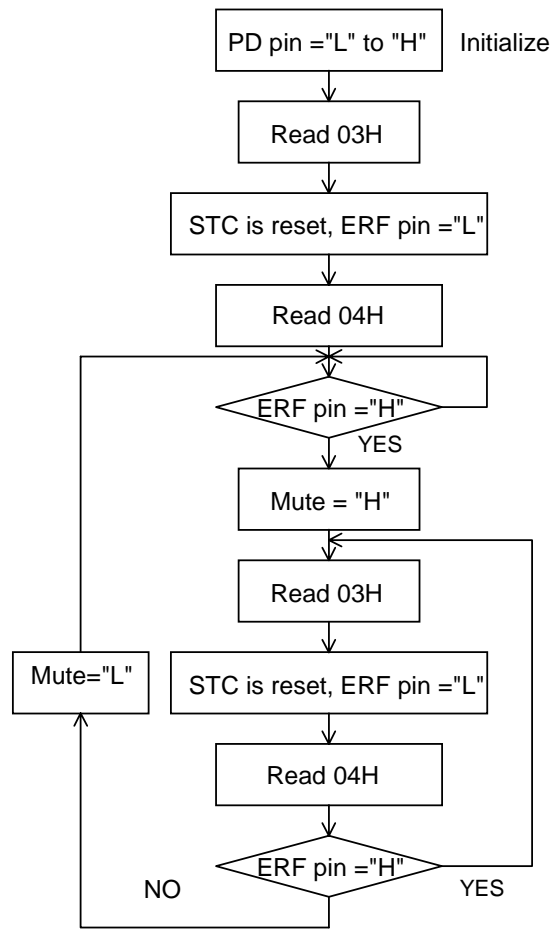 PD pin ="L" to "H"
Initialize
Read 03H
STC is reset, ERF pin ="L"
Read 04H
ERF pin ="H"
YES
Mute = "H"
Read 03H
Mute="L"
STC is reset, ERF pin ="L"
Read 04H
ERF pin ="H"
NO
YES